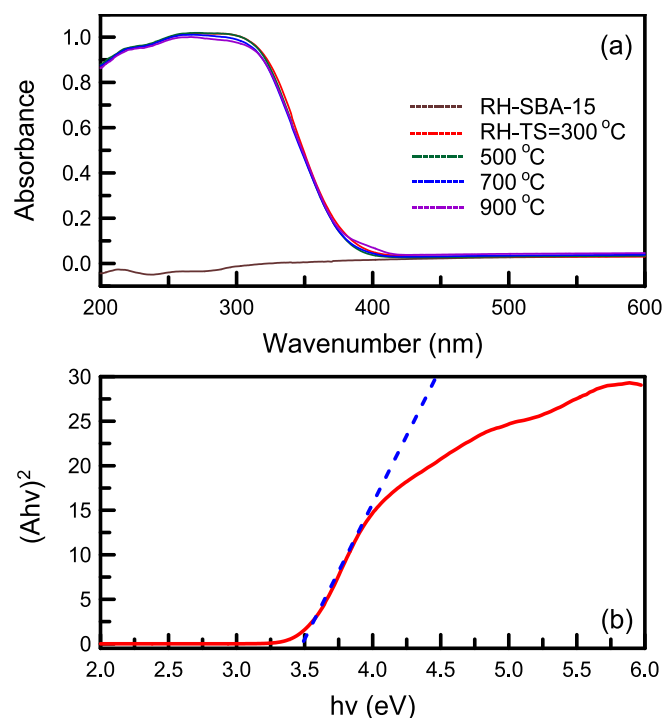 (a)
1.0
0.8
0.6
0.4
0.2
0.0
Absorbance
RH-SBA-15
RH-TS=300 °C
500 °C
700 °C
900 °C
200 300 400 500 600
Wavenumber (nm)
30
25
20
15
10
5
0
(Ahv)²
(b)
2.0 2.5 3.0 3.5 4.0 4.5 5.0 5.5 6.0
hv (eV)